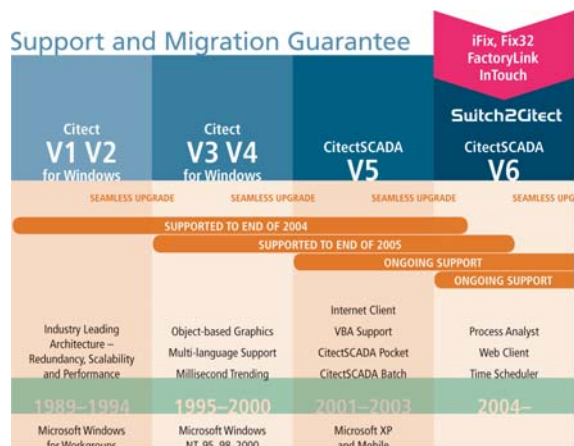 Support and Migration Guarantee
iFix, Fix32
FactoryLink
InTouch
Switch2Citect
Citect
V1 V2
for Windows
Citect
V3 V4
for Windows
CitectSCADA
V5
CitectSCADA
V6
SEAMLESS UPGRADE
SEAMLESS UPGRADE
SEAMLESS UPGRADE
SEAMLESS UPG
SUPPORTED TO END OF 2004
SUPPORTED TO END OF 2005
ONGOING SUPPORT
ONGOING SUPPORT
Industry Leading
Architecture –
Redundancy, Scalability
and Performance
Object-based Graphics
Multi-language Support
Millisecond Trending
Internet Client
VBA Support
CitectSCADA Pocket
CitectSCADA Batch
Process Analyst
Web Client
Time Scheduler
1989–1994
1995–2000
2001–2003
2004–
Microsoft Windows
for Workgroups
Microsoft Windows
NT, 95, 98, 2000
Microsoft XP
and Mobile